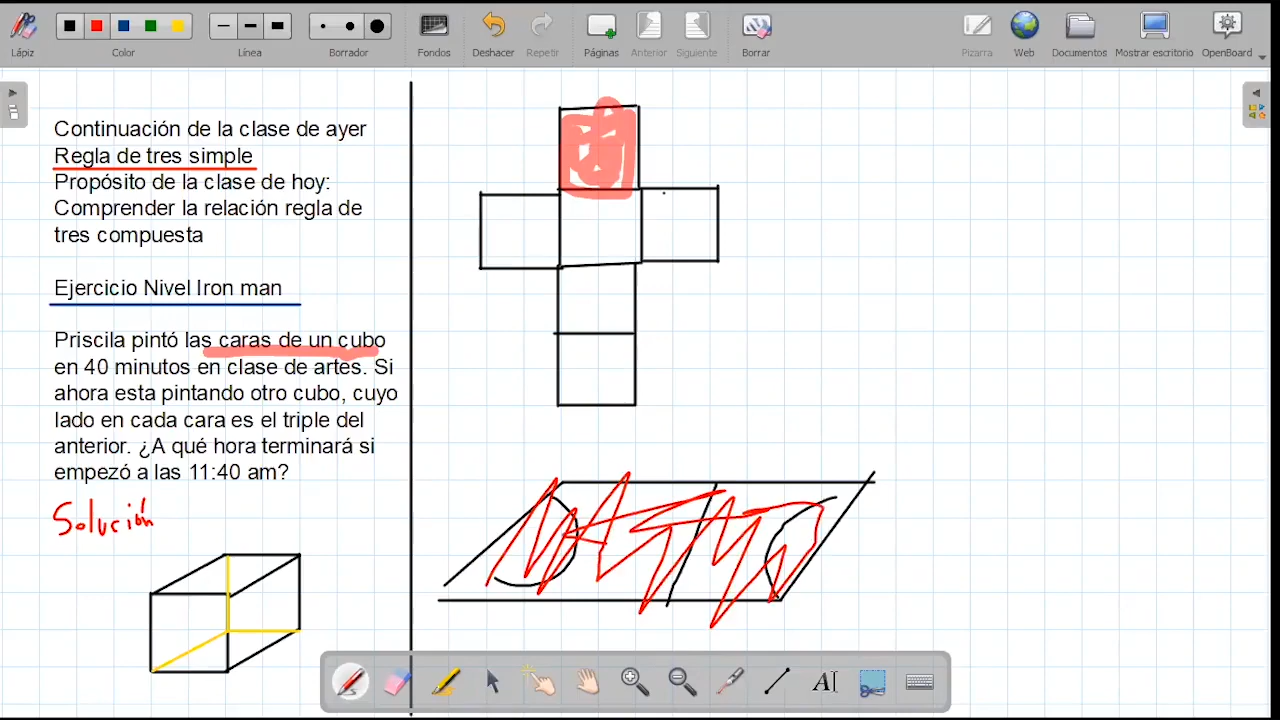 Lápiz
Color
Línea
Borrador
Fondos
Deshacer
Repetir
Páginas
Anterior
Siguiente
Borrar
Pizarra
Web
Documentos
Mostrar escritorio
OpenBoard
Continuación de la clase de ayer
Regla de tres simple
Propósito de la clase de hoy:
Comprender la relación regla de
tres compuesta
Ejercicio Nivel Iron man
Priscila pintó las caras de un cubo
en 40 minutos en clase de artes. Si
ahora esta pintando otro cubo, cuyo
lado en cada cara es el triple del
anterior. ¿A qué hora terminará si
empezó a las 11:40 am?
Solución
AI